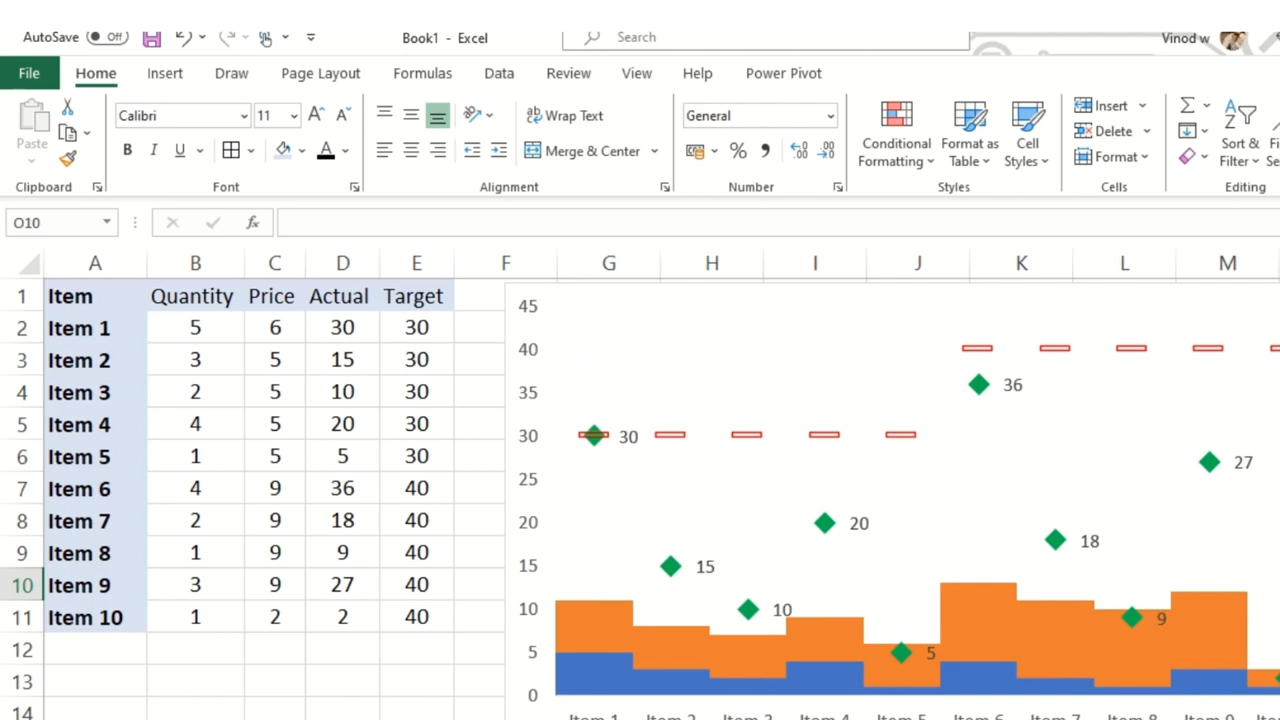 AutoSave Off Book1 - Excel Search Vinod w
File Home Insert Draw Page Layout Formulas Data Review View Help Power Pivot
Paste
Clipboard
Calibri 11
B I U A
Font
Wrap Text
Merge & Center
Alignment
General
Number
Conditional Formatting
Format as Table
Cell Styles
Styles
Insert
Delete
Format
Cells
Sort & Filter
Editing
O10 fx
A B C D E F G H I J K L M
1 Item Quantity Price Actual Target
2 Item 1 5 6 30 30
3 Item 2 3 5 15 30
4 Item 3 2 5 10 30
5 Item 4 4 5 20 30
6 Item 5 1 5 5 30
7 Item 6 4 9 36 40
8 Item 7 2 9 18 40
9 Item 8 1 9 9 40
10 Item 9 3 9 27 40
11 Item 10 1 2 2 40
12
13
14
45
40
35
30
25
20
15
10
5
0
30 15 10 20 5 36 18 9 27
Item 1 Item 2 Item 3 Item 4 Item 5 Item 6 Item 7 Item 8 Item 9